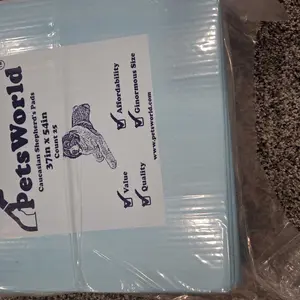 PetsWorld
Caucasian Shepherd's Pads
37in x 54in
Count 25
Affordability
Ginormous Size
Value
Quality
www.petsworld.com